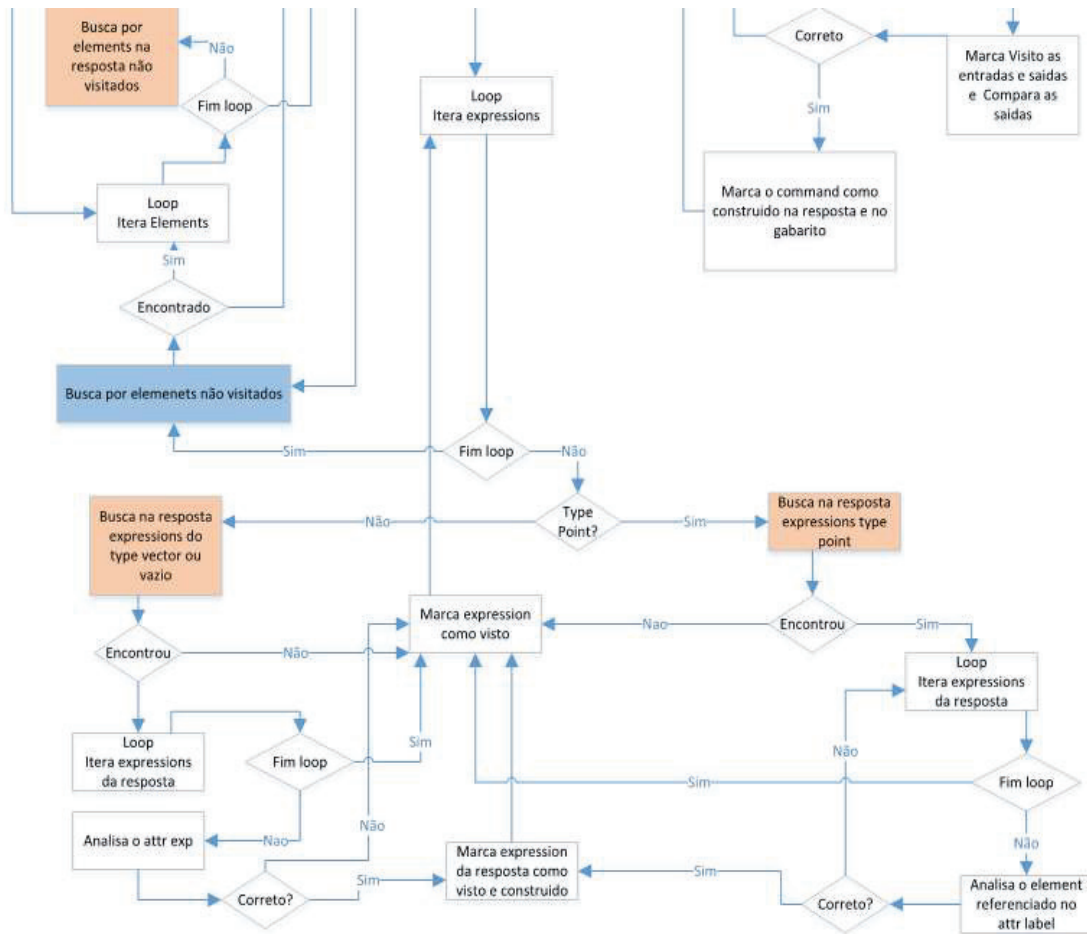 Busca por
elements na
resposta não
visitados
Não
Fim loop
Loop
Itera Elements
Sim
Encontrado
Busca por elemenets não visitados
Loop
Itera expressions
Correto
Sim
Marca Visito as
entradas e saidas
e Compara as
saidas
Marca o command como
construido na resposta e no
gabarito
Sim
Fim loop
Não
Type
Point?
Não
Sim
Busca na resposta
expressions do
type vector ou
vazio
Busca na resposta
expressions type
point
Encontrou
Não
Marca expression
como visto
Nao
Encontrou
Sim
Loop
Itera expressions
da resposta
Loop
Itera expressions
da resposta
Fim loop
Sim
Não
Sim
Fim loop
Analisa o attr exp
Nao
Não
Não
Correto?
Sim
Marca expression
da resposta como
visto e construido
Sim
Correto?
Analisa o element
referenciado no
attr label